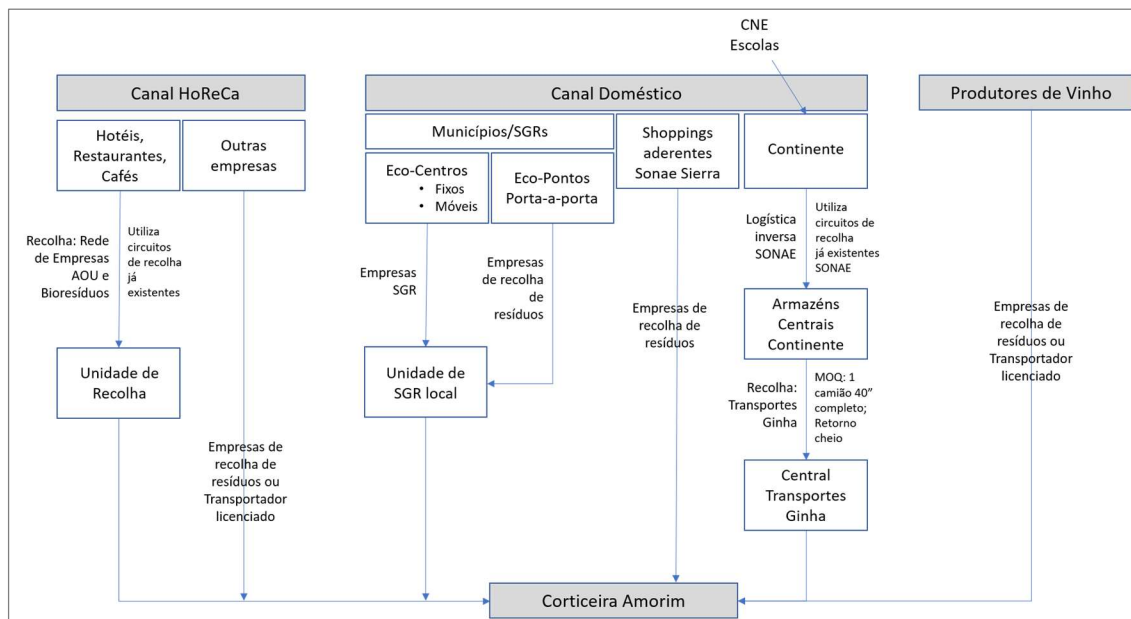 CNE
Escolas
Canal HoReCa
Canal Doméstico
Produtores de Vinho
Hotéis,
Restaurantes,
Cafés
Outras
empresas
Municípios/SGRs
Eco-Centros
• Fixos
• Móveis
Eco-Pontos
Porta-a-porta
Shoppings
aderentes
Sonae Sierra
Continente
Recolha: Rede
de Empresas
AOU e
Bioresíduos
Utiliza
circuitos
de recolha
já
existentes
Empresas
SGR
Empresas
de recolha
de
resíduos
Logística
inversa
SONAE
Utiliza
circuitos de
recolha
já existentes
SONAE
Empresas de
recolha de
resíduos
Armazéns
Centrais
Continente
Empresas de
recolha de
resíduos ou
Transportador
licenciado
Unidade de
Recolha
Unidade de
SGR local
Recolha:
Transportes
Ginha
MOQ: 1
camião 40”
completo;
Retorno
cheio
Empresas de
recolha de
resíduos ou
Transportador
licenciado
Central
Transportes
Ginha
Corticeira Amorim